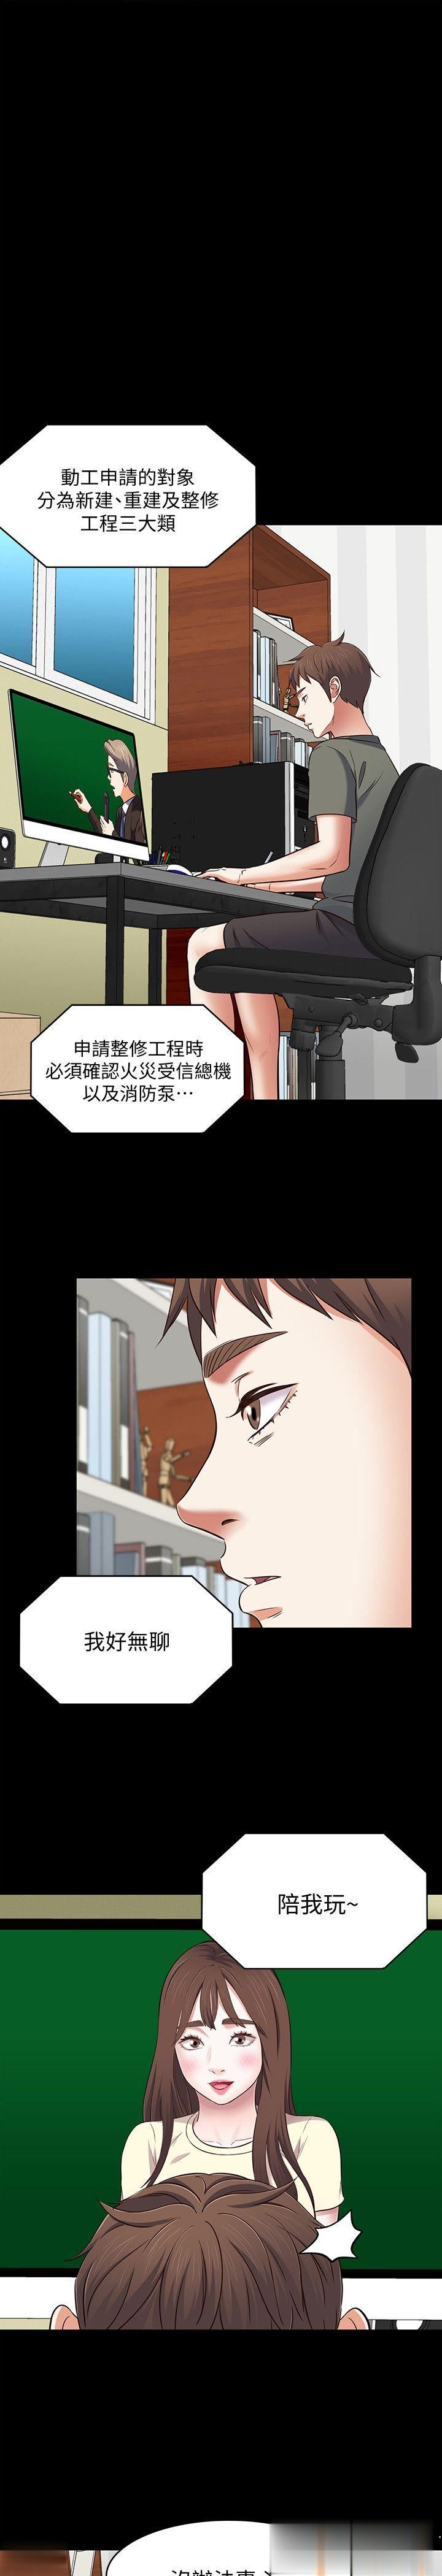 動工申請的對象
分為新建、重建及整修
工程三大類
申請整修工程時
必須確認火災受信總機
以及消防泵…
我好無聊
陪我玩~